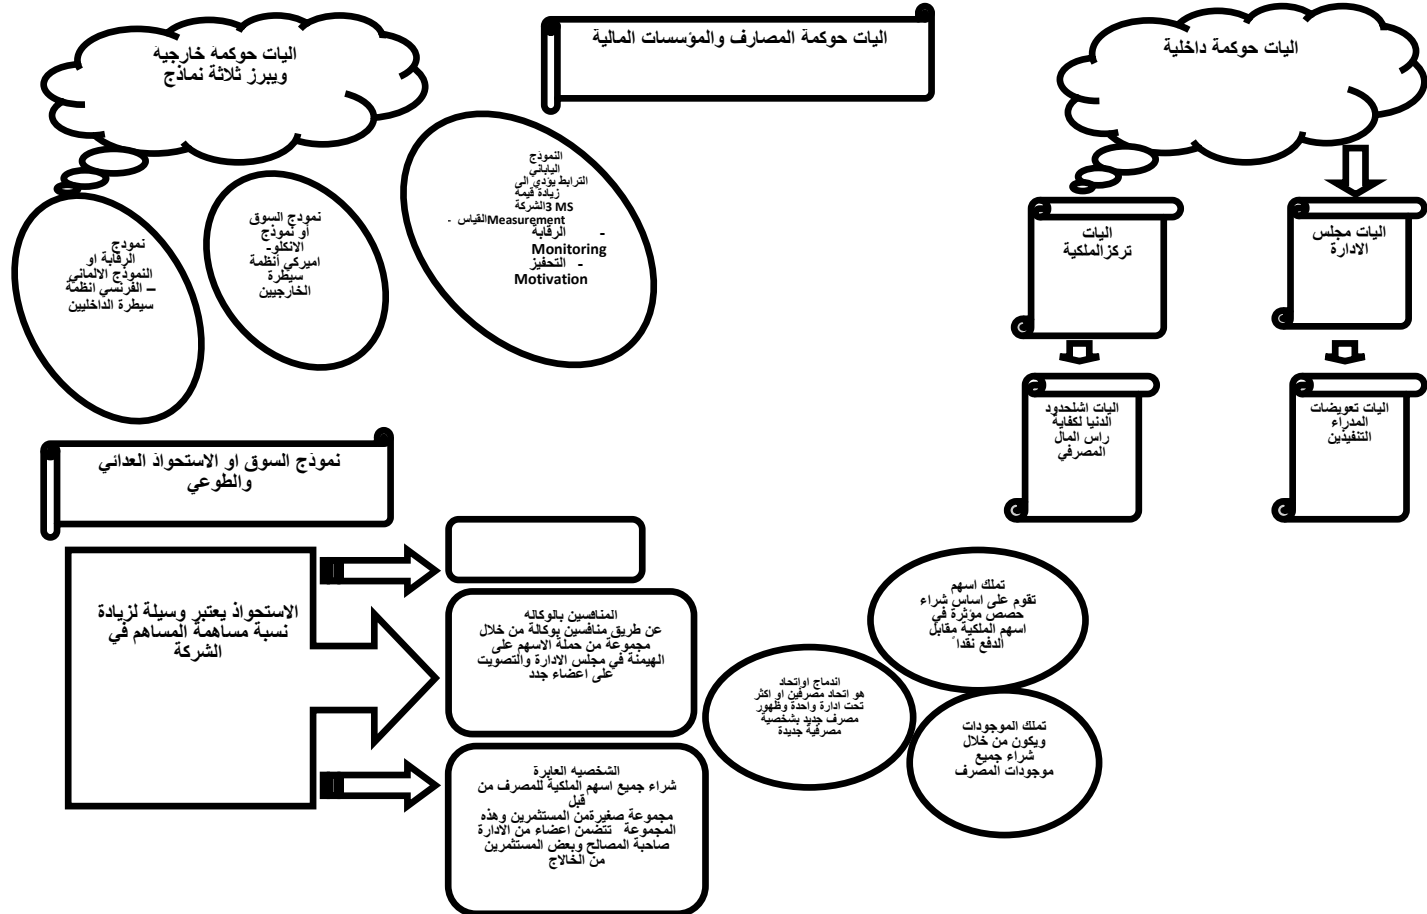 اليات حوكمة المصارف والمؤسسات المالية
اليات حوكمة داخلية
اليات مجلس
الادارة
اليات
تركزالملكية
اليات تعويضات
المدراء
التنفيذين
اليات اشلحدود
الدنيا لكفاية
راس المال
المصرفي
اليات حوكمة خارجية
ويبرز ثلاثة نماذج
النموذج
الياباني
الترابط يؤدي الى
زيادة قيمة
الشركة3 MS
- القياسMeasurement
- الرقابة
Monitoring
- التحفيز
Motivation
نموذج السوق
أو نموذج
الانكلو-
اميركي أنظمة
سيطرة
الخارجيين
نموذج
الرقابة او
النموذج الالماني
– الفرنسي انظمة
سيطرة الداخليين
نموذج السوق او الاستحواذ العدائي
والطوعي
الاستحواذ يعتبر وسيلة لزيادة
نسبة مساهمة المساهم في
الشركة
المنافسين بالوكاله
عن طريق منافسين بوكالة من خلال
مجموعة من حملة الاسهم على
الهيمنة في مجلس الادارة والتصويت
على اعضاء جدد
الشخصيه العابرة
شراء جميع اسهم الملكية للمصرف من
قبل
مجموعة صغيرةمن المستثمرين وهذه
المجموعة تتضمن اعضاء من الادارة
صاحبة المصالح وبعض المستثمرين
من الخالاج
تملك اسهم
تقوم على اساس شراء
حصص مؤثرة في
اسهم الملكية مقابل
الدفع نقداً
اندماج اواتحاد
هو اتحاد مصرفين او اكثر
تحت ادارة واحدة وظهور
مصرف جديد بشخصية
مصرفية جديدة
تملك الموجودات
ويكون من خلال
شراء جميع
موجودات المصرف